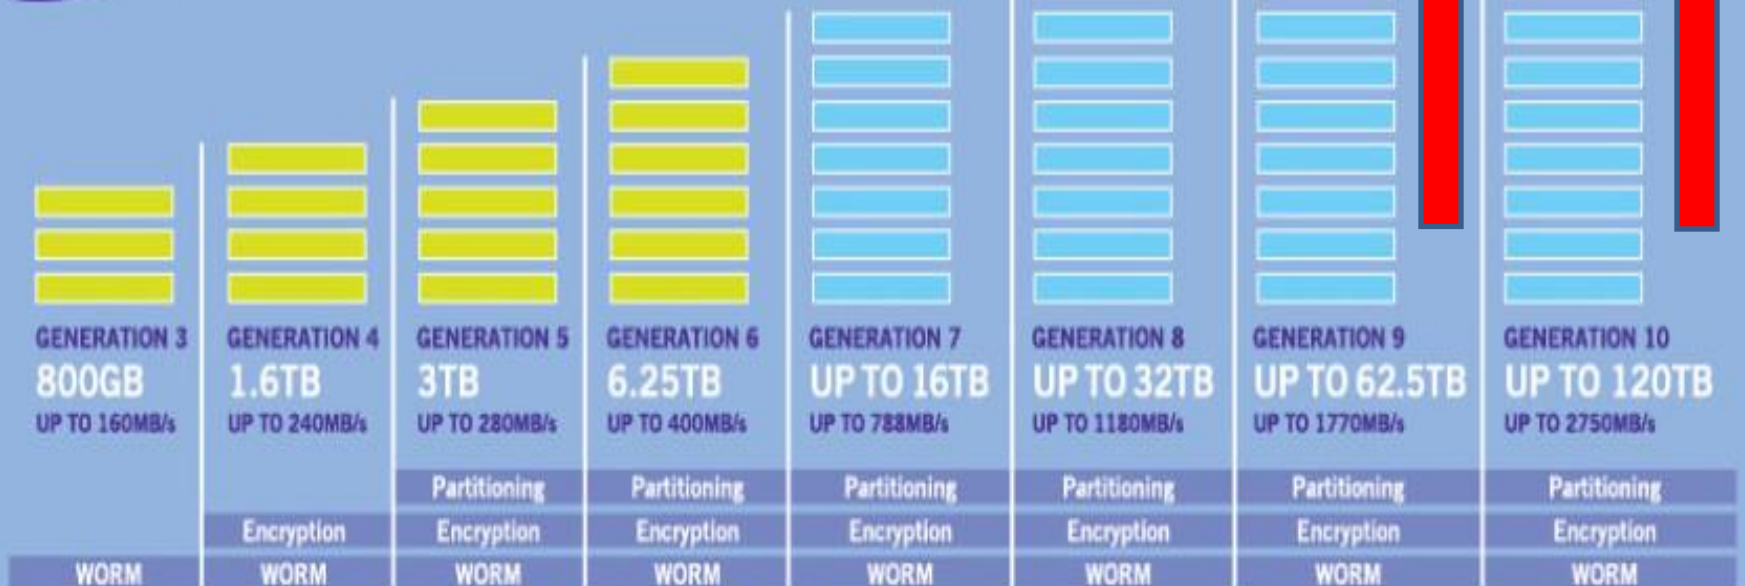 GENERATION 3 GENERATION 4 GENERATION 5 GENERATION 6 GENERATION 7 GENERATION 8 GENERATION 9 GENERATION 10
800GB 1.6TB 3TB 6.25TB UP TO 16TB UP TO 32TB UP TO 62.5TB UP TO 120TB
UP TO 160MB/s UP TO 240MB/s UP TO 280MB/s UP TO 400MB/s UP TO 788MB/s UP TO 1180MB/s UP TO 1770MB/s UP TO 2750MB/s
Partitioning Partitioning Partitioning Partitioning Partitioning Partitioning
Encryption Encryption Encryption Encryption Encryption Encryption Encryption
WORM WORM WORM WORM WORM WORM WORM WORM